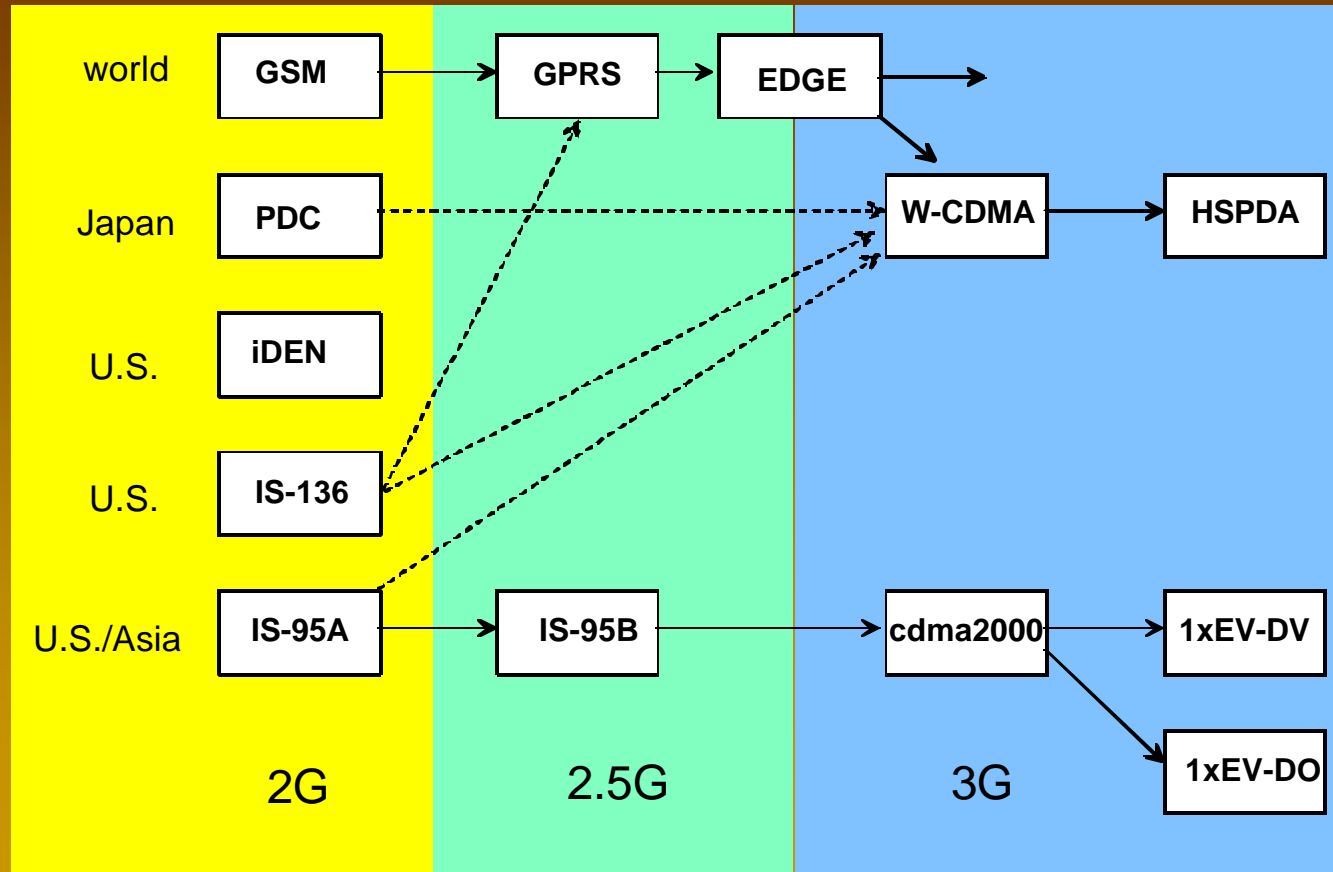 world
GSM
GPRS
EDGE
Japan
PDC
W-CDMA
HSPDA
U.S.
iDEN
U.S.
IS-136
U.S./Asia
IS-95A
IS-95B
cdma2000
1xEV-DV
2G
2.5G
3G
1xEV-DO